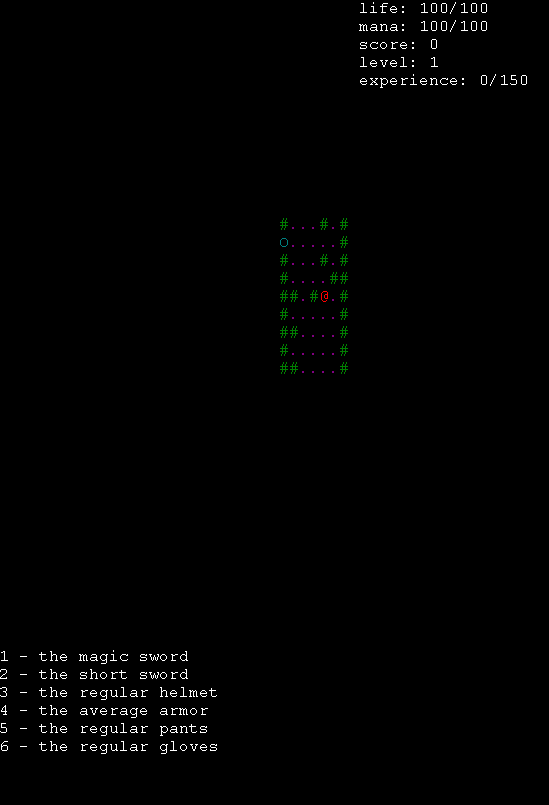 life: 100/100
mana: 100/100
score: 0
level: 1
experience: 0/150
#...#.#
o.....#
#...#.#
#....##
##.#@.#
#.....#
##....#
#.....#
##....#
1 - the magic sword
2 - the short sword
3 - the regular helmet
4 - the average armor
5 - the regular pants
6 - the regular gloves